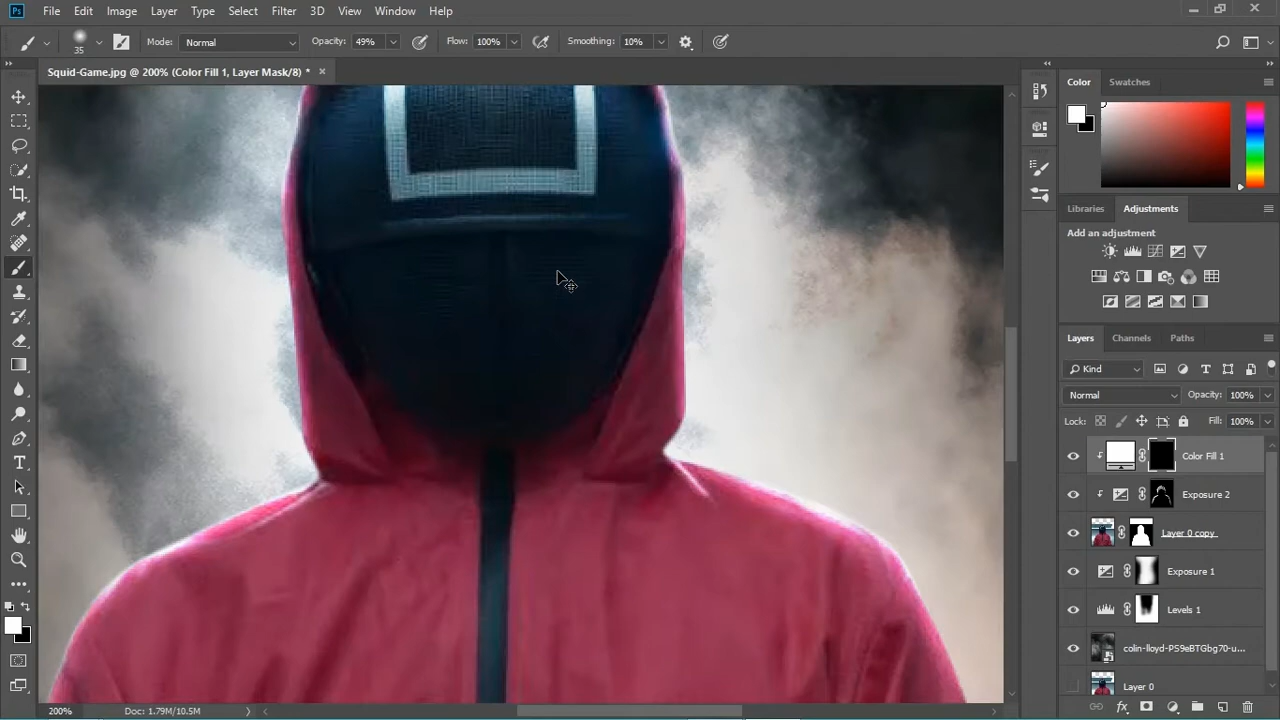 Ps File Edit Image Layer Type Select Filter 3D View Window Help
35 Mode: Normal Opacity: 49% Flow: 100% Smoothing: 10%
Squid-Game.jpg @ 200% (Color Fill 1, Layer Mask/8) *
Color Swatches
Libraries Adjustments
Add an adjustment
Layers Channels Paths
Kind
Normal Opacity: 100%
Lock: Fill: 100%
Color Fill 1
Exposure 2
Layer 0 copy
Exposure 1
Levels 1
colin-lloyd-PS9eBTGbg70-u...
Layer 0
200% Doc: 1.79M/10.5M